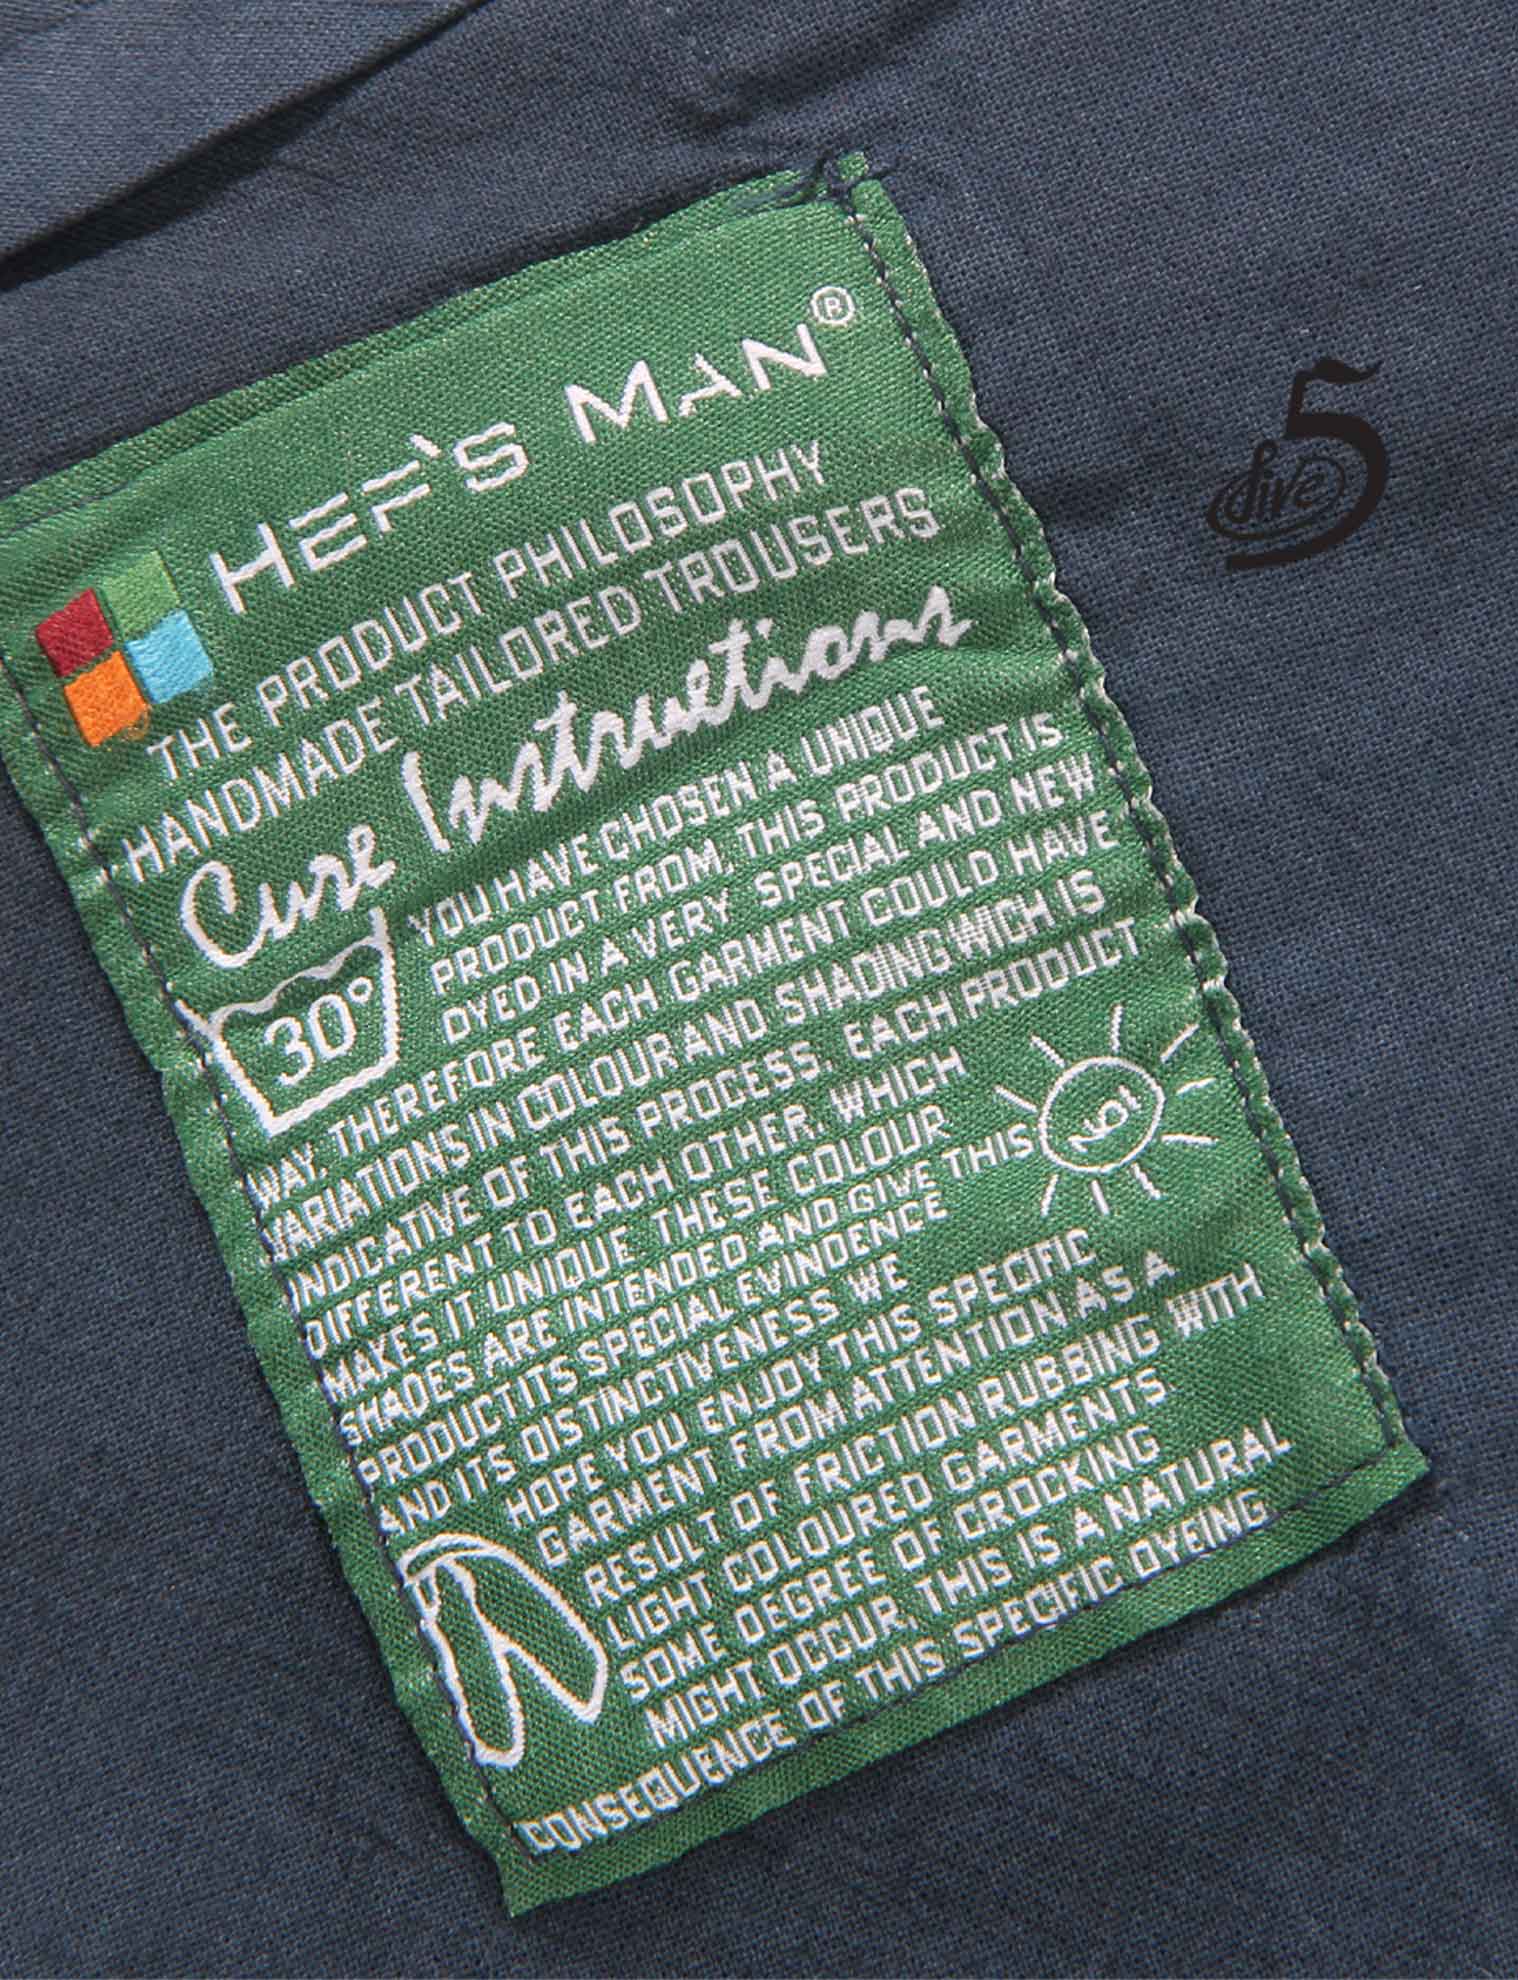 HEF'S MAN®
THE PRODUCT PHILOSOPHY
HANDMADE TAILORED TROUSERS
Cure Instructions
YOU HAVE CHOSEN A UNIQUE
PRODUCT FROM, THIS PRODUCT IS
DYED IN A VERY SPECIAL AND NEW
30°
WAY. THEREFORE EACH GARMENT COULD HAVE
VARIATIONS IN COLOUR AND SHADING WICH IS
INDICATIVE OF THIS PROCESS. EACH PRODUCT
DIFFERENT TO EACH OTHER. WHICH
MAKES IT UNIQUE. THESE COLOUR
SHADES ARE INTENDED AND GIVE THIS
NOt
PRODUCT ITS SPECIAL EVINDENCE
AND ITS DISTINCTIVENESS WE
HOPE YOU ENJOY THIS SPECIFIC
GARMENT FROM ATTENTION AS A
RESULT OF FRICTION RUBBING WITH
LIGHT COLOURED GARMENTS
SOME DEGREE OF CROCKING
MIGHT OCCUR, THIS IS A NATURAL
CONSEQUENCE OF THIS SPECIFIC DYEING
5
five